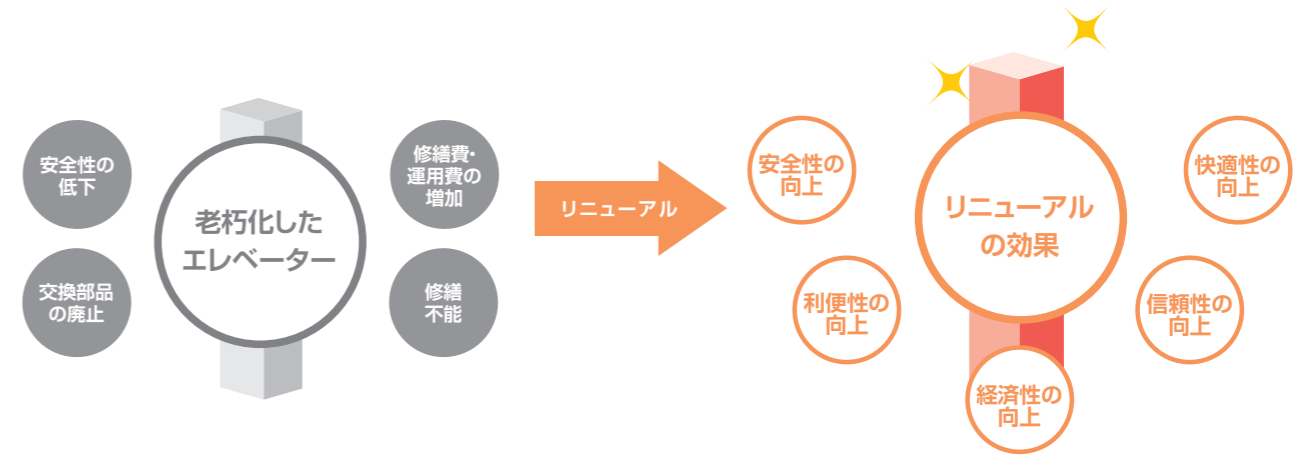 安全性の
低下
交換部品
の廃止
老朽化した
エレベーター
修繕費・
運用費の
増加
修繕
不能
リニューアル
安全性の
向上
利便性の
向上
リニューアル
の効果
経済性の
向上
快適性の
向上
信頼性の
向上